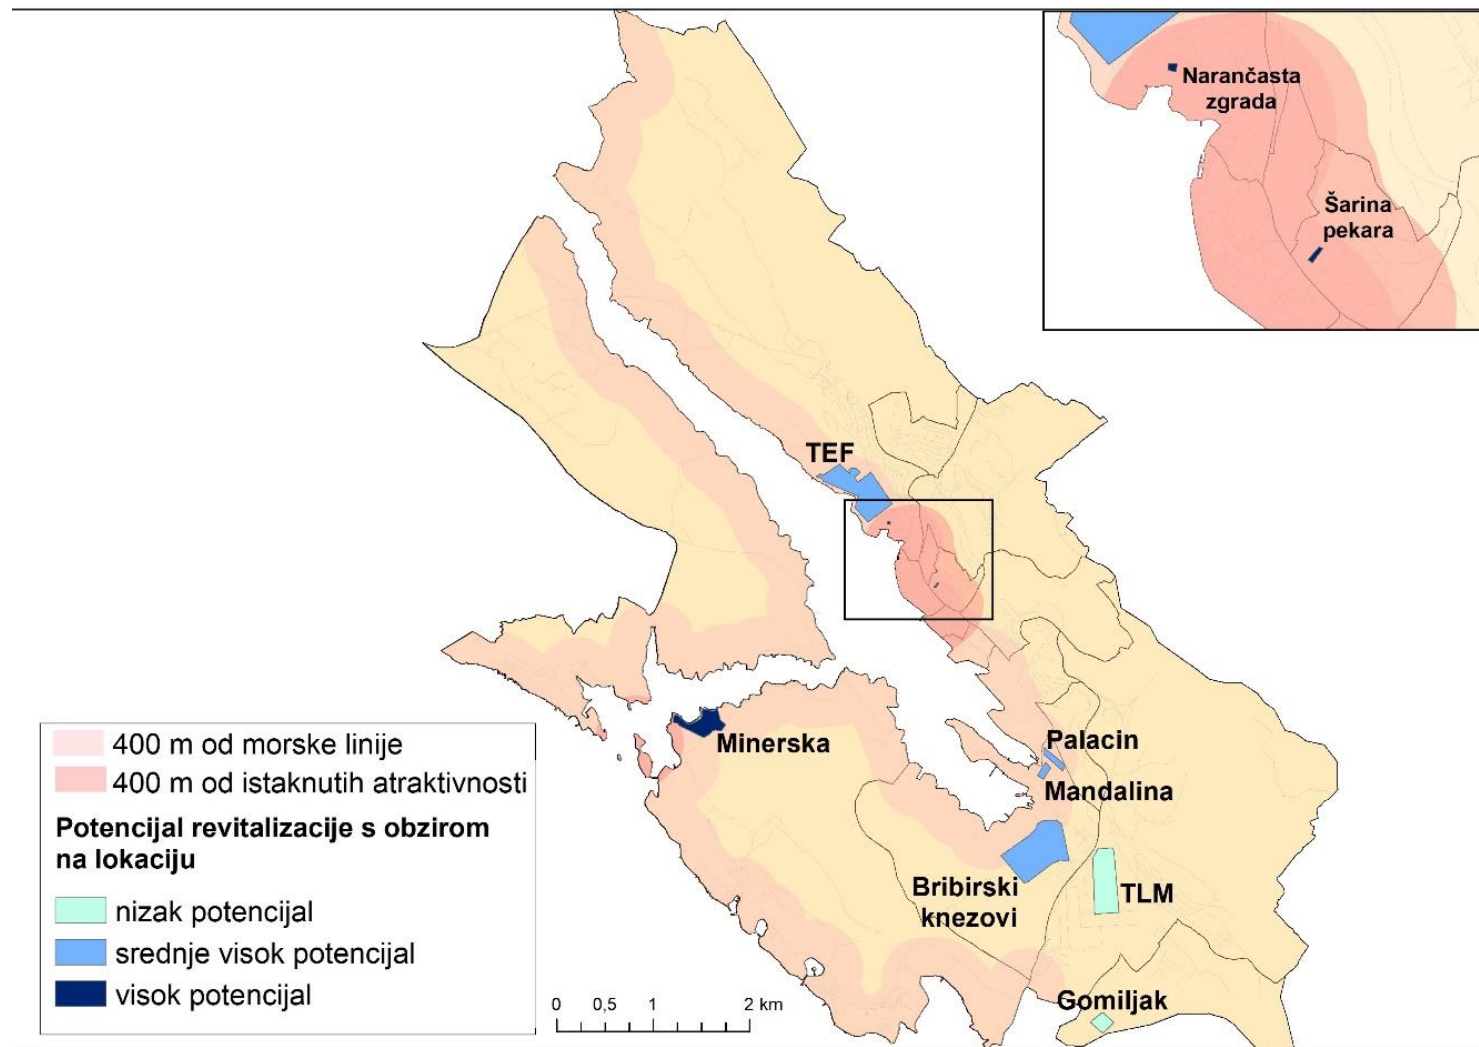 Narančasta
zgrada
Šarina
pekara
TEF
Minerska
Palacin
Mandalina
Bribirski
knezovi
TLM
Gomiljak
400 m od morske linije
400 m od istaknutih atraktivnosti
Potencijal revitalizacije s obzirom
na lokaciju
nizak potencijal
srednje visok potencijal
visok potencijal
0 0,5 1 2 km